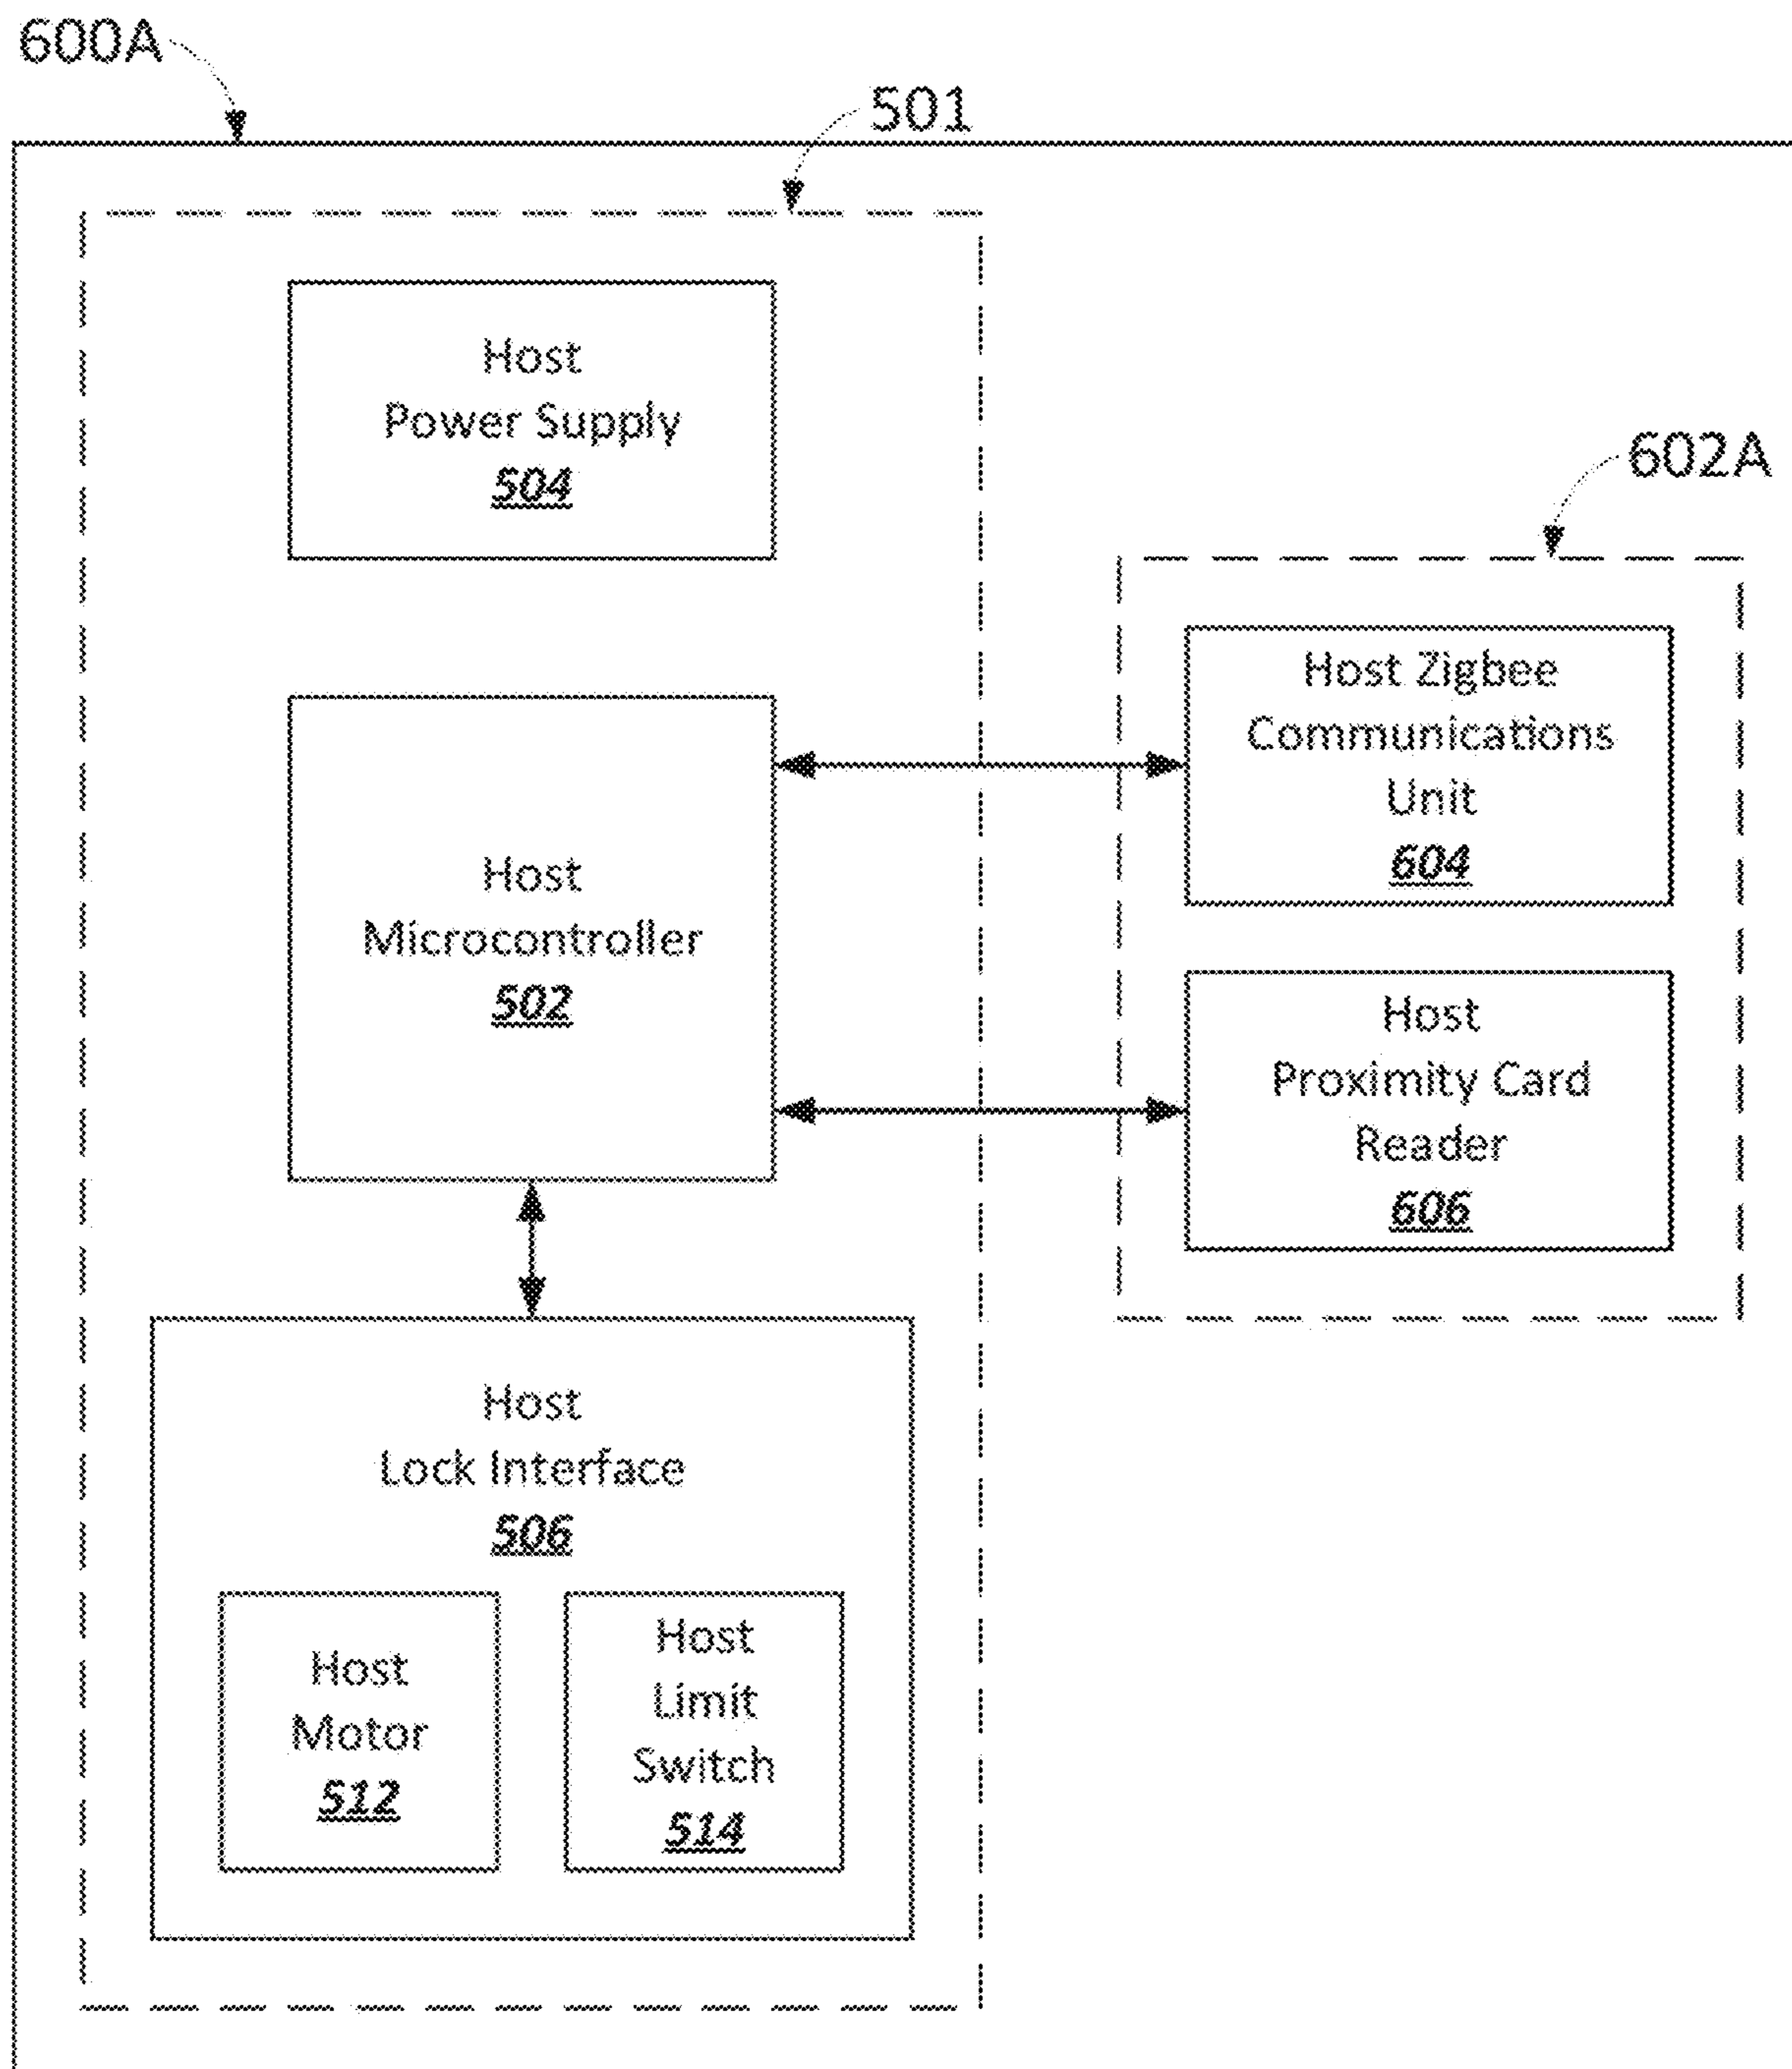 600A
501
Host
Power Supply
504
602A
Host Zigbee
Communications
Unit
604
Host
Microcontroller
502
Host
Proximity Card
Reader
606
Host
Lock Interface
506
Host
Motor
512
Host
Limit
Switch
514